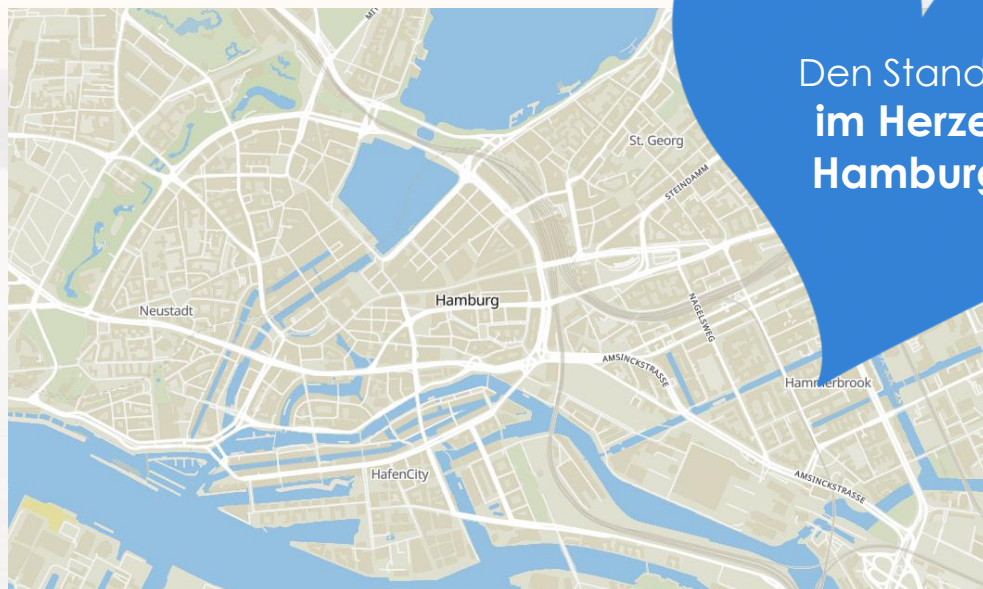 Den Stand
im Herze
Hamburg
St. Georg
STEINDAMM
Hamburg
Neustadt
NAGELSWEG
AMSINCKSTRASSE
Hammerbrook
HafenCity
AMSINCKSTRASSE